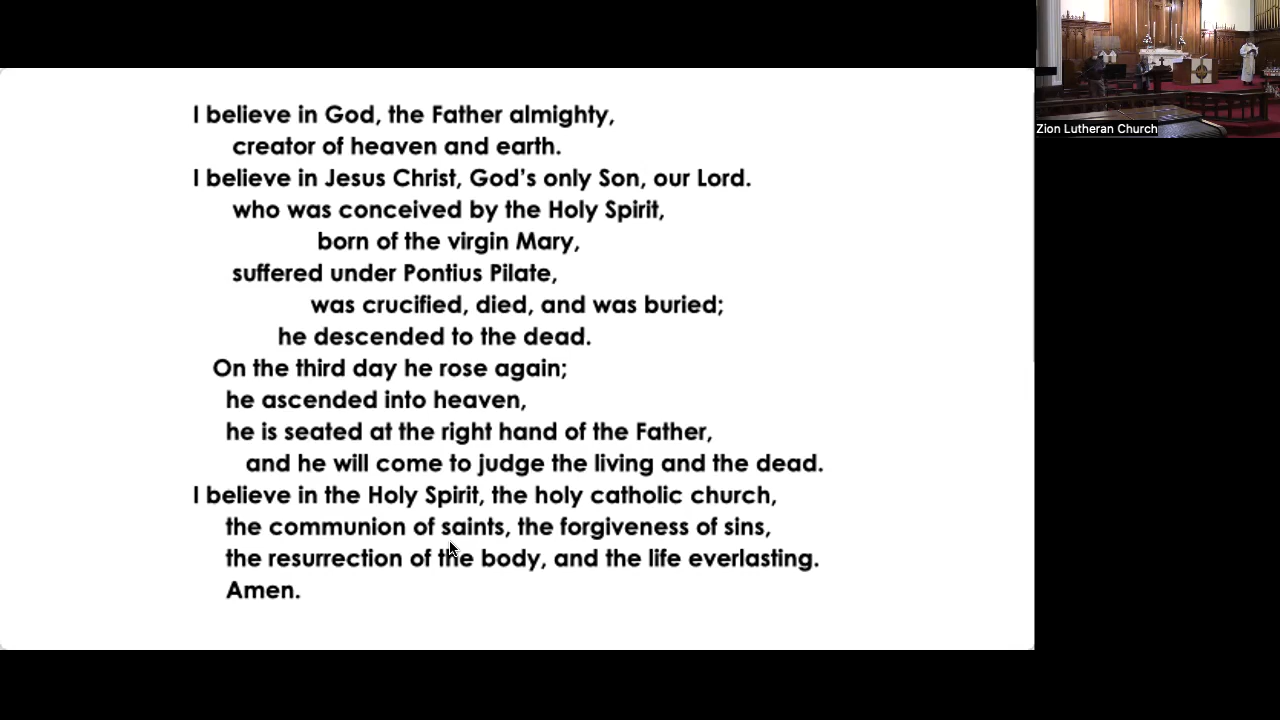 I believe in God, the Father almighty,
creator of heaven and earth.
I believe in Jesus Christ, God’s only Son, our Lord.
who was conceived by the Holy Spirit,
born of the virgin Mary,
suffered under Pontius Pilate,
was crucified, died, and was buried;
he descended to the dead.
On the third day he rose again;
he ascended into heaven,
he is seated at the right hand of the Father,
and he will come to judge the living and the dead.
I believe in the Holy Spirit, the holy catholic church,
the communion of saints, the forgiveness of sins,
the resurrection of the body, and the life everlasting.
Amen.
Zion Lutheran Church